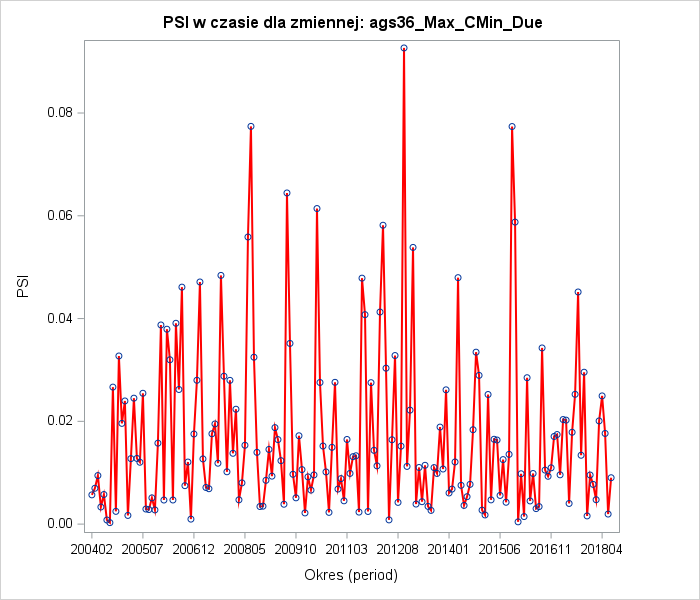 PSI w czasie dla zmiennej: ags36_Max_CMin_Due
0.08
0.06
0.04
0.02
0.00
PSI
200402 200507 200612 200805 200910 201103 201208 201401 201506 201611 201804
Okres (period)